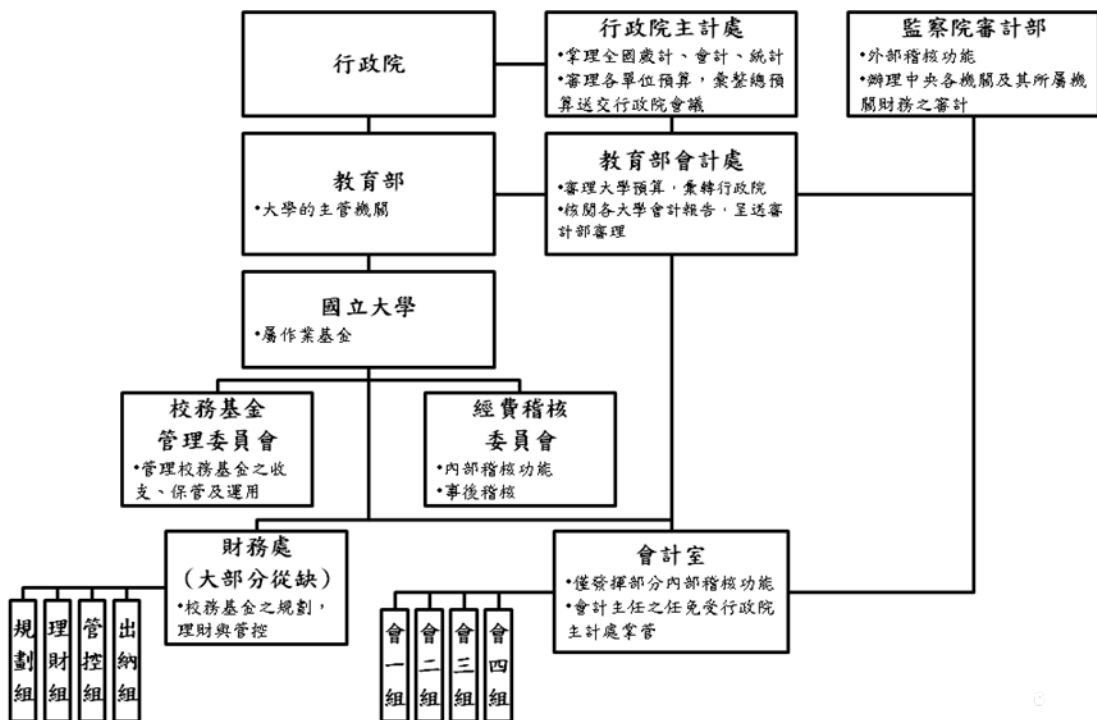 行政院
行政院主計處
•掌理全國歲計、會計、統計
•審理各單位預算，彙整總預
算送交行政院會議
監察院審計部
•外部稽核功能
•辦理中央各機關及其所屬機
關財務之審計
教育部
•大學的主管機關
教育部會計處
•審理大學預算，彙轉行政院
•核閱各大學會計報告，呈送審
計部審理
國立大學
•屬作業基金
校務基金
管理委員會
•管理校務基金之收
支、保管及運用
經費稽核
委員會
•內部稽核功能
•事後稽核
財務處
（大部分從缺）
•校務基金之規劃，
理財與管控
會計室
•僅發揮部分內部稽核功能
•會計主任之任免受行政院
主計處掌管
規劃組
理財組
管控組
出納組
會一組
會二組
會三組
會四組